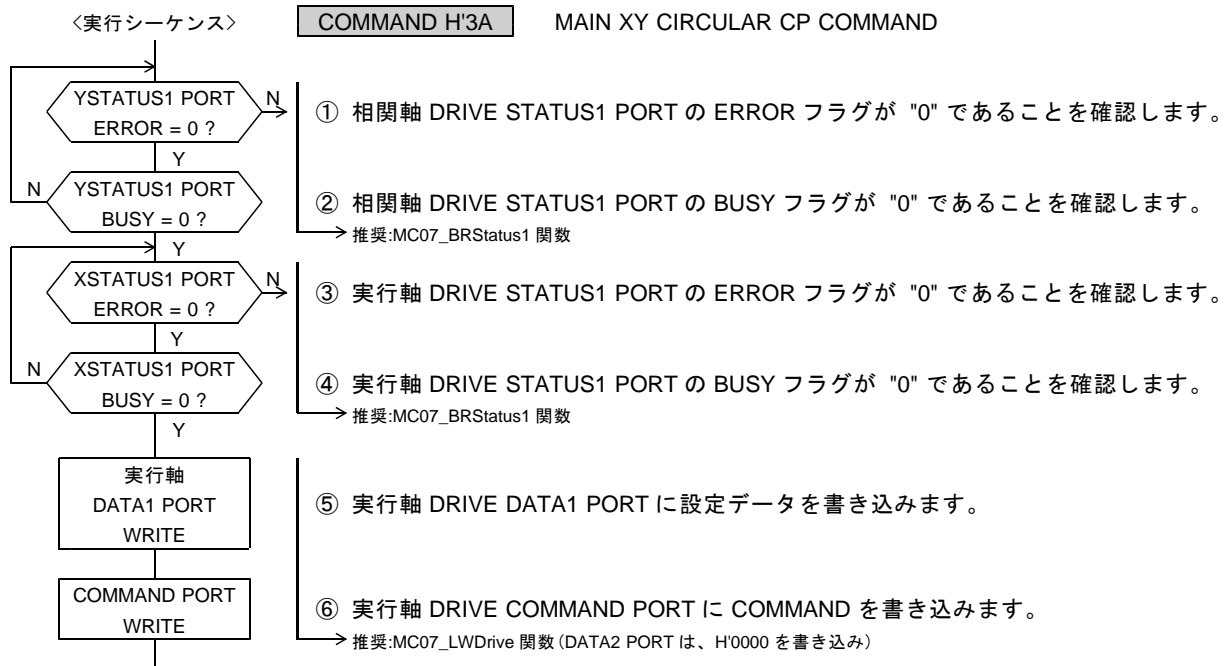 〈実行シーケンス〉 COMMAND H'3A MAIN XY CIRCULAR CP COMMAND
YSTATUS1 PORT
ERROR = 0 ?
N
① 相関軸 DRIVE STATUS1 PORT の ERROR フラグが "0" であることを確認します。
Y
N
YSTATUS1 PORT
BUSY = 0 ?
② 相関軸 DRIVE STATUS1 PORT の BUSY フラグが "0" であることを確認します。
推奨:MC07_BRStatus1 関数
Y
XSTATUS1 PORT
ERROR = 0 ?
N
③ 実行軸 DRIVE STATUS1 PORT の ERROR フラグが "0" であることを確認します。
Y
N
XSTATUS1 PORT
BUSY = 0 ?
④ 実行軸 DRIVE STATUS1 PORT の BUSY フラグが "0" であることを確認します。
推奨:MC07_BRStatus1 関数
Y
実行軸
DATA1 PORT
WRITE
⑤ 実行軸 DRIVE DATA1 PORT に設定データを書き込みます。
COMMAND PORT
WRITE
⑥ 実行軸 DRIVE COMMAND PORT に COMMAND を書き込みます。
推奨:MC07_LWDrive 関数(DATA2 PORT は、H'0000 を書き込み)